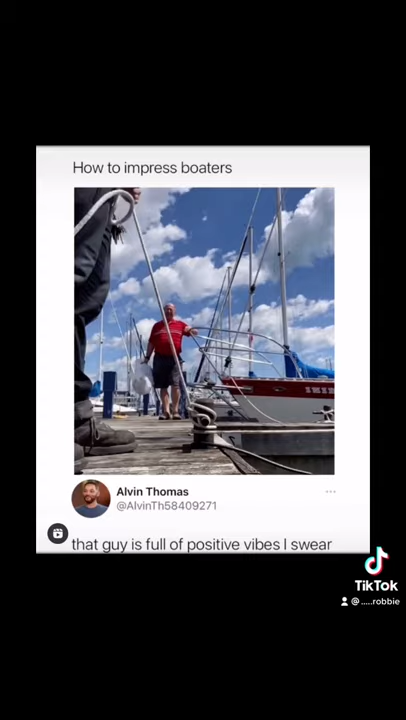 How to impress boaters
Alvin Thomas
@AlvinTh58409271
that guy is full of positive vibes I swear
TikTok
@.....robbie